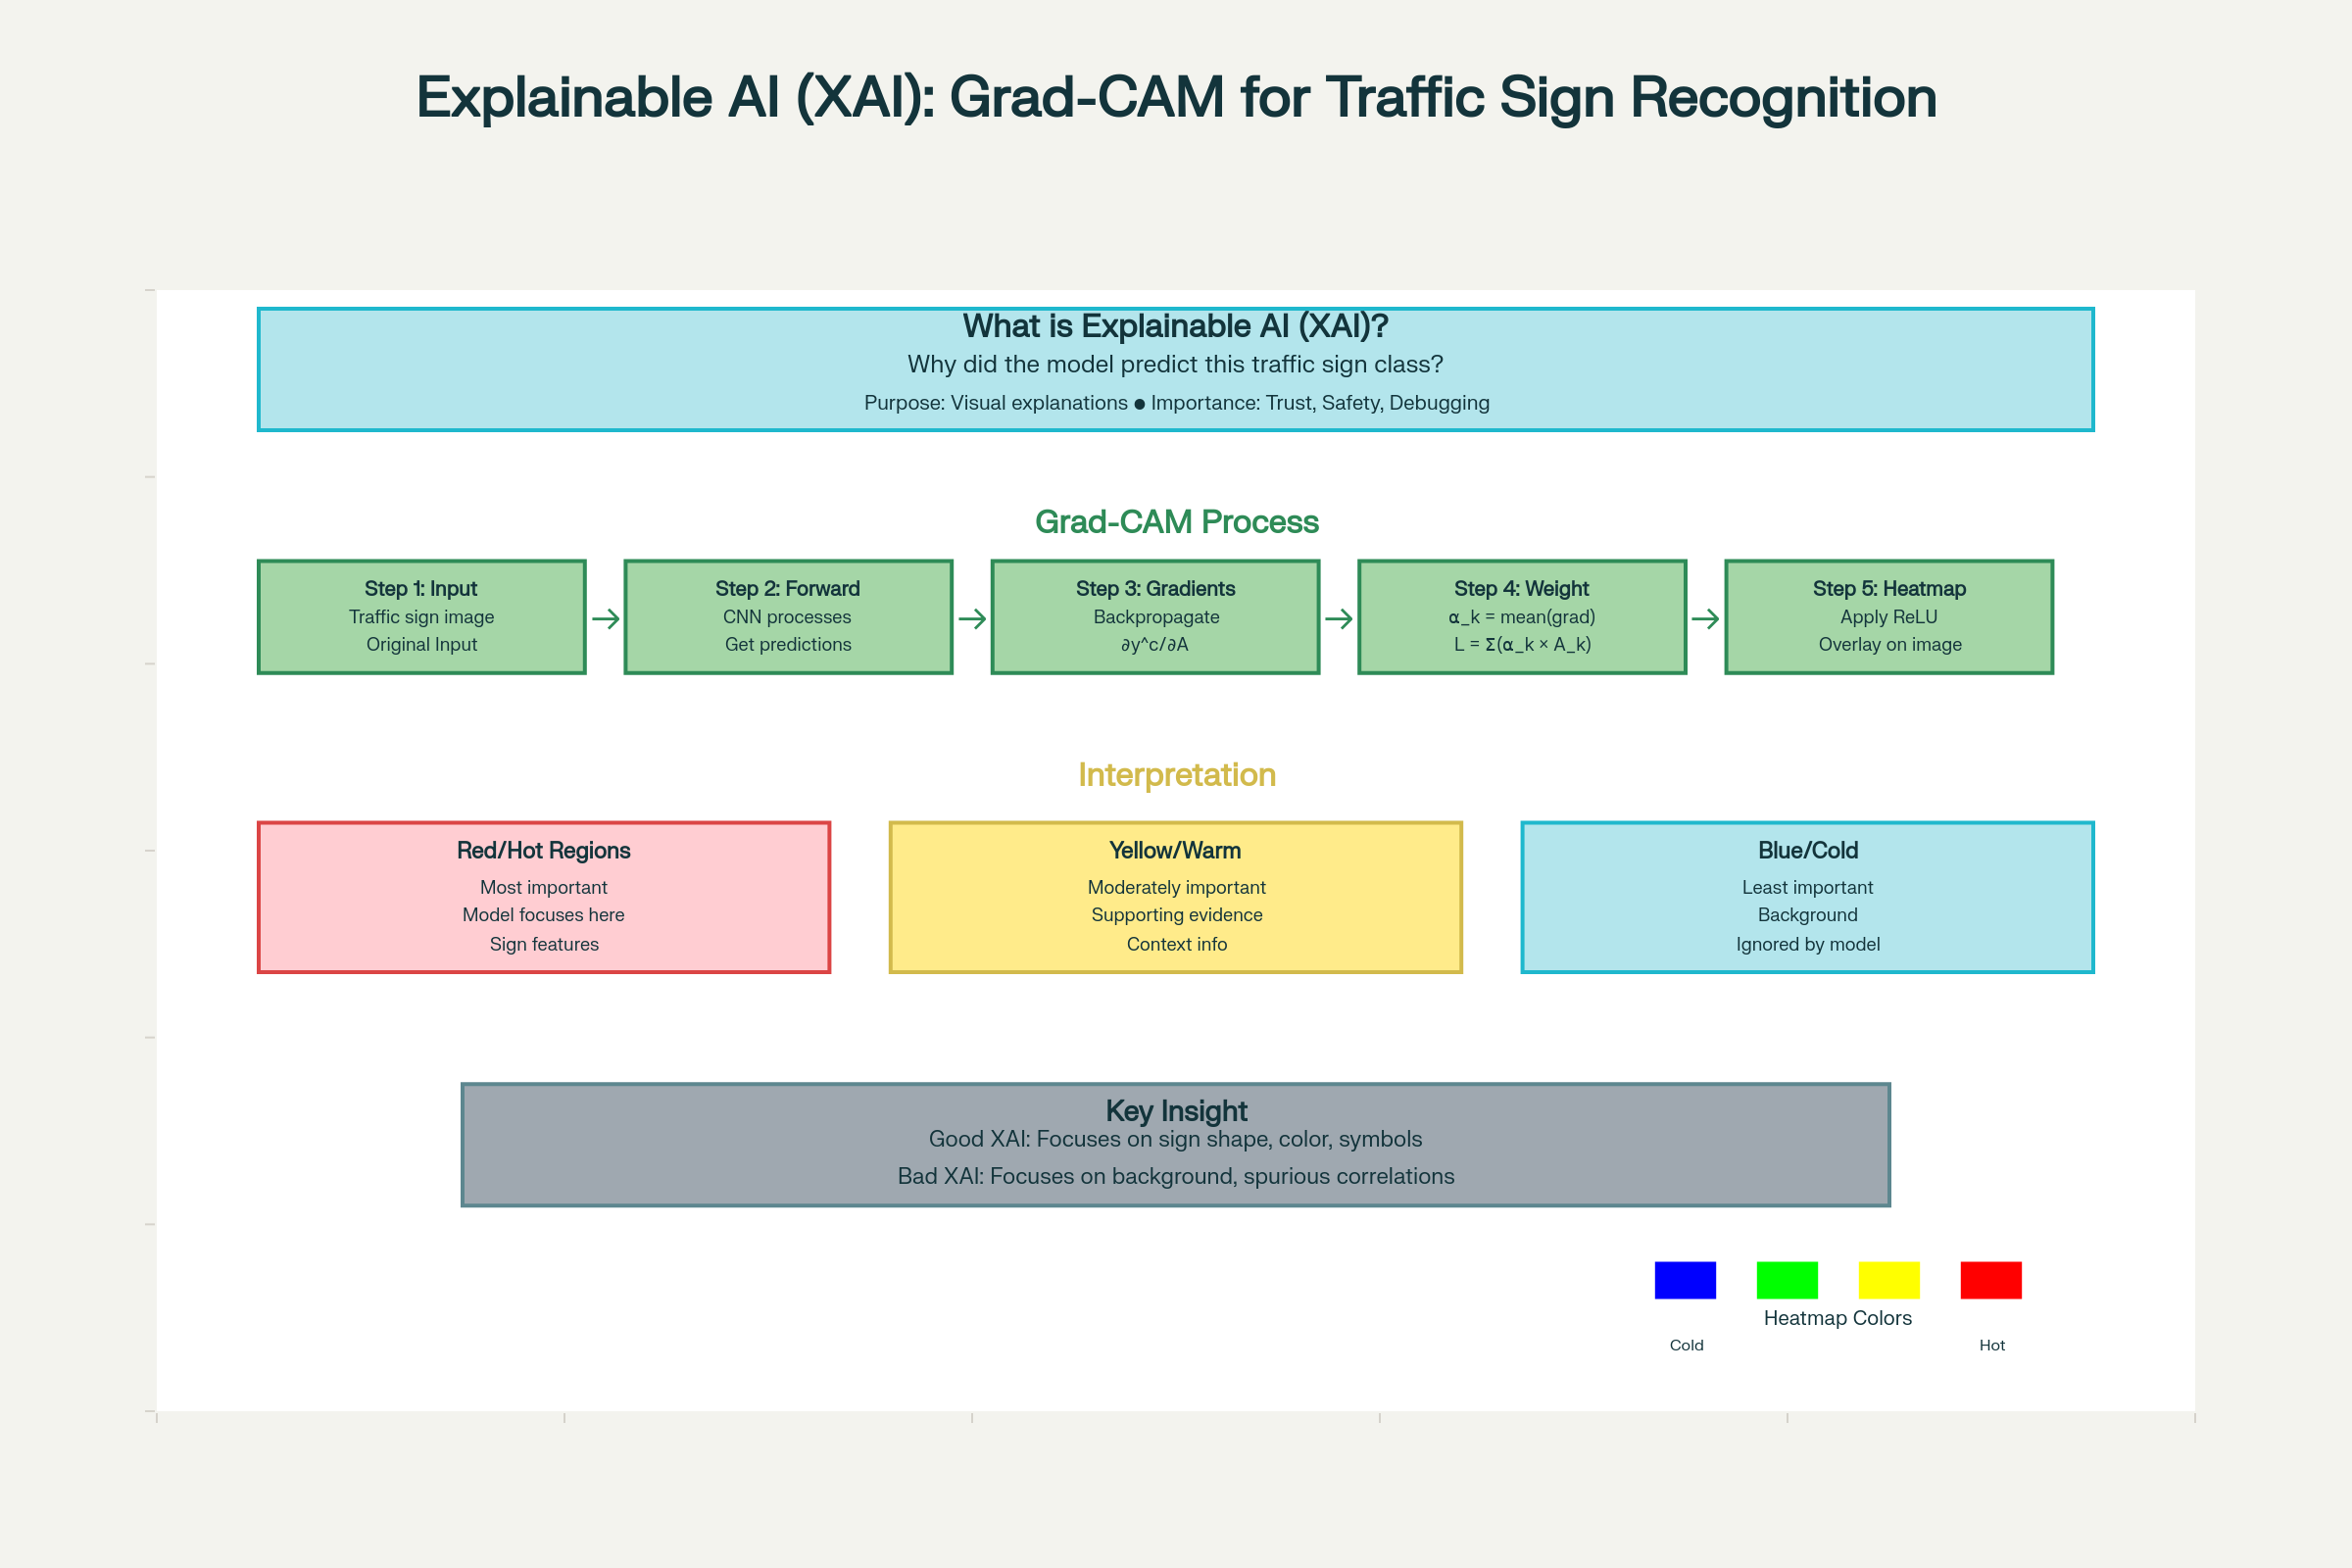 Explainable AI (XAI): Grad-CAM for Traffic Sign Recognition
What is Explainable AI (XAI)?
Why did the model predict this traffic sign class?
Purpose: Visual explanations ● Importance: Trust, Safety, Debugging
Grad-CAM Process
Step 1: Input
Traffic sign image
Original Input
Step 2: Forward
CNN processes
Get predictions
Step 3: Gradients
Backpropagate
∂y^c/∂A
Step 4: Weight
α_k = mean(grad)
L = Σ(α_k × A_k)
Step 5: Heatmap
Apply ReLU
Overlay on image
Interpretation
Red/Hot Regions
Most important
Model focuses here
Sign features
Yellow/Warm
Moderately important
Supporting evidence
Context info
Blue/Cold
Least important
Background
Ignored by model
Key Insight
Good XAI: Focuses on sign shape, color, symbols
Bad XAI: Focuses on background, spurious correlations
Heatmap Colors
Cold
Hot